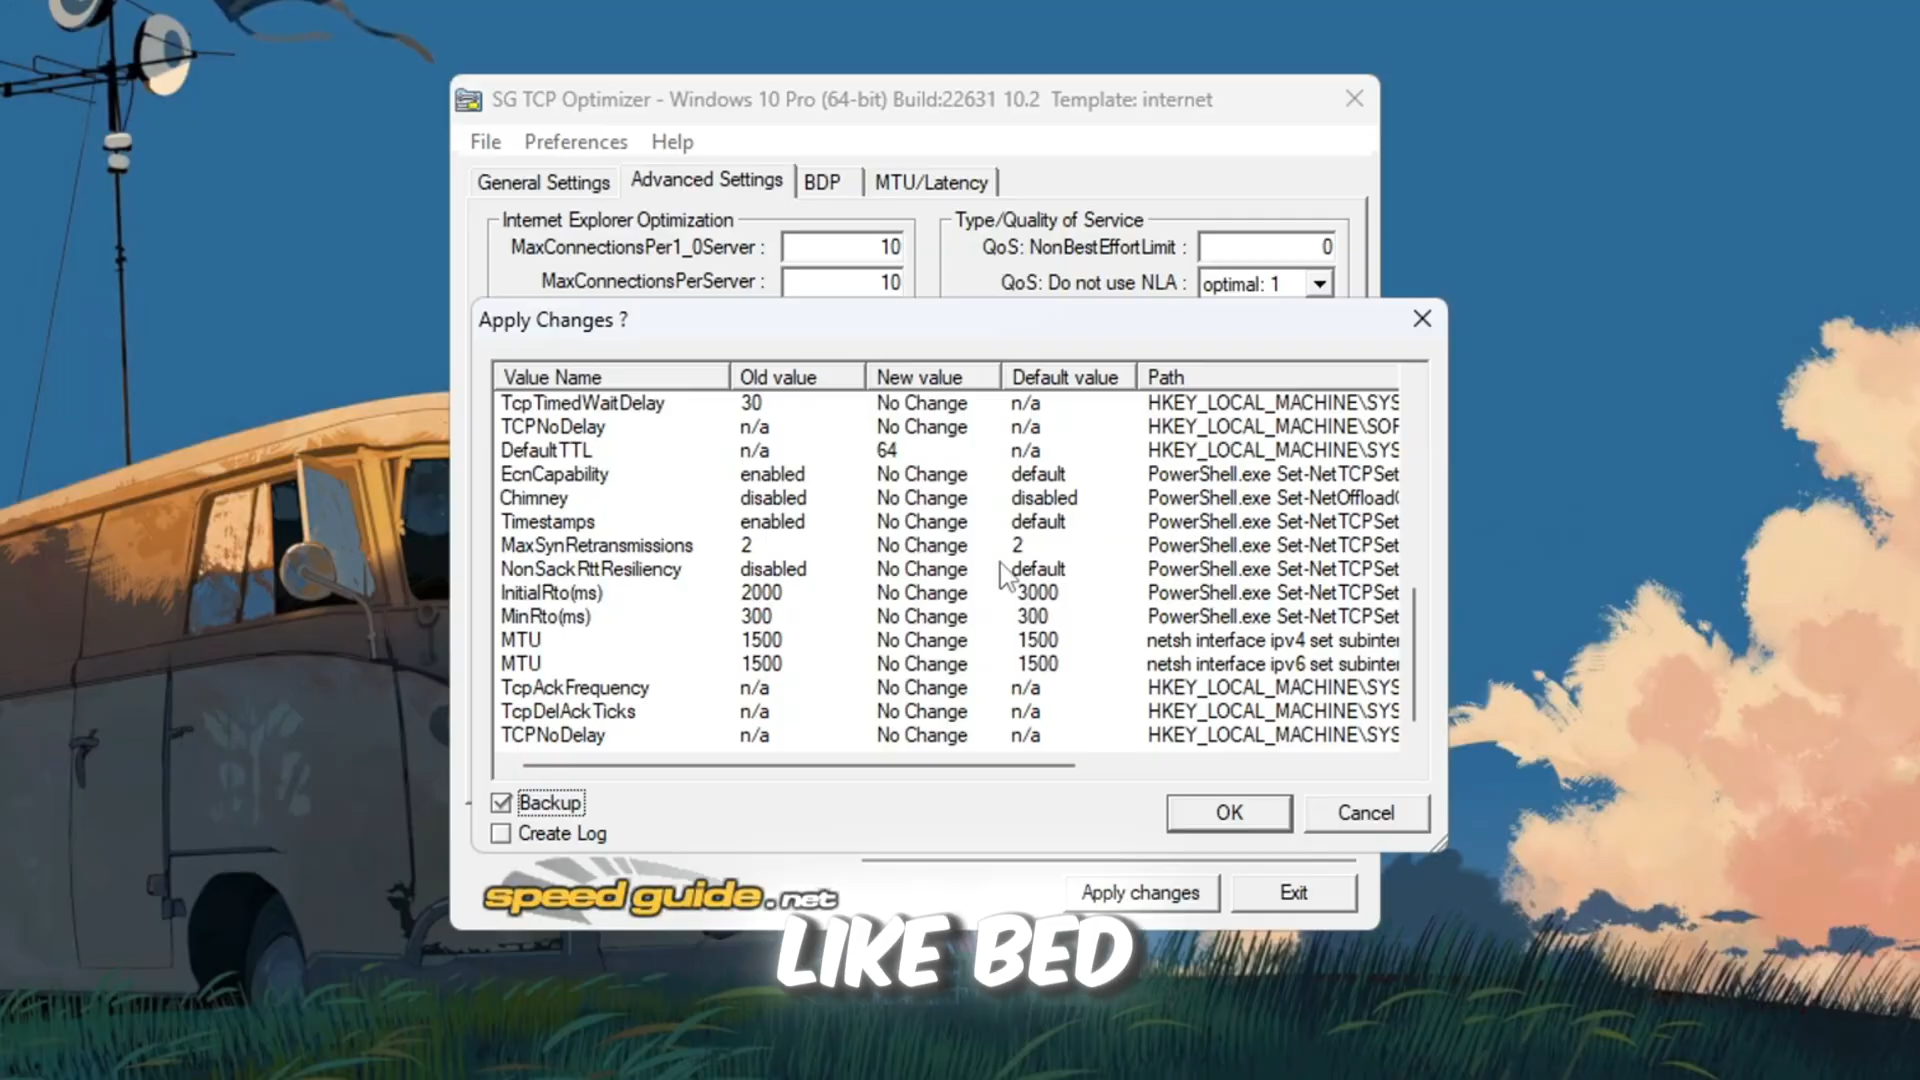 SG TCP Optimizer - Windows 10 Pro (64-bit) Build:22631 10.2 Template: internet
File Preferences Help
General Settings Advanced Settings BDP MTU/Latency
Internet Explorer Optimization Type/Quality of Service
MaxConnectionsPer1_0Server : 10 QoS: NonBestEffortLimit : 0
MaxConnectionsPerServer : 10 QoS: Do not use NLA : optimal: 1
Apply Changes ?
Value Name Old value New value Default value Path
TcpTimedWaitDelay 30 No Change n/a HKEY_LOCAL_MACHINE\SYS
TCPNoDelay n/a No Change n/a HKEY_LOCAL_MACHINE\SOF
DefaultTTL n/a 64 n/a HKEY_LOCAL_MACHINE\SYS
EcnCapability enabled No Change default PowerShell.exe Set-NetTCPSet
Chimney disabled No Change disabled PowerShell.exe Set-NetOffload
Timestamps enabled No Change default PowerShell.exe Set-NetTCPSet
MaxSynRetransmissions 2 No Change 2 PowerShell.exe Set-NetTCPSet
NonSackRttResiliency disabled No Change default PowerShell.exe Set-NetTCPSet
InitialRto(ms) 2000 No Change 3000 PowerShell.exe Set-NetTCPSet
MinRto(ms) 300 No Change 300 PowerShell.exe Set-NetTCPSet
MTU 1500 No Change 1500 netsh interface ipv4 set subinter
MTU 1500 No Change 1500 netsh interface ipv6 set subinter
TcpAckFrequency n/a No Change n/a HKEY_LOCAL_MACHINE\SYS
TcpDelAckTicks n/a No Change n/a HKEY_LOCAL_MACHINE\SYS
TCPNoDelay n/a No Change n/a HKEY_LOCAL_MACHINE\SYS
Backup
OK Cancel
Create Log
speedguide.net
Apply changes Exit
LIKE BED